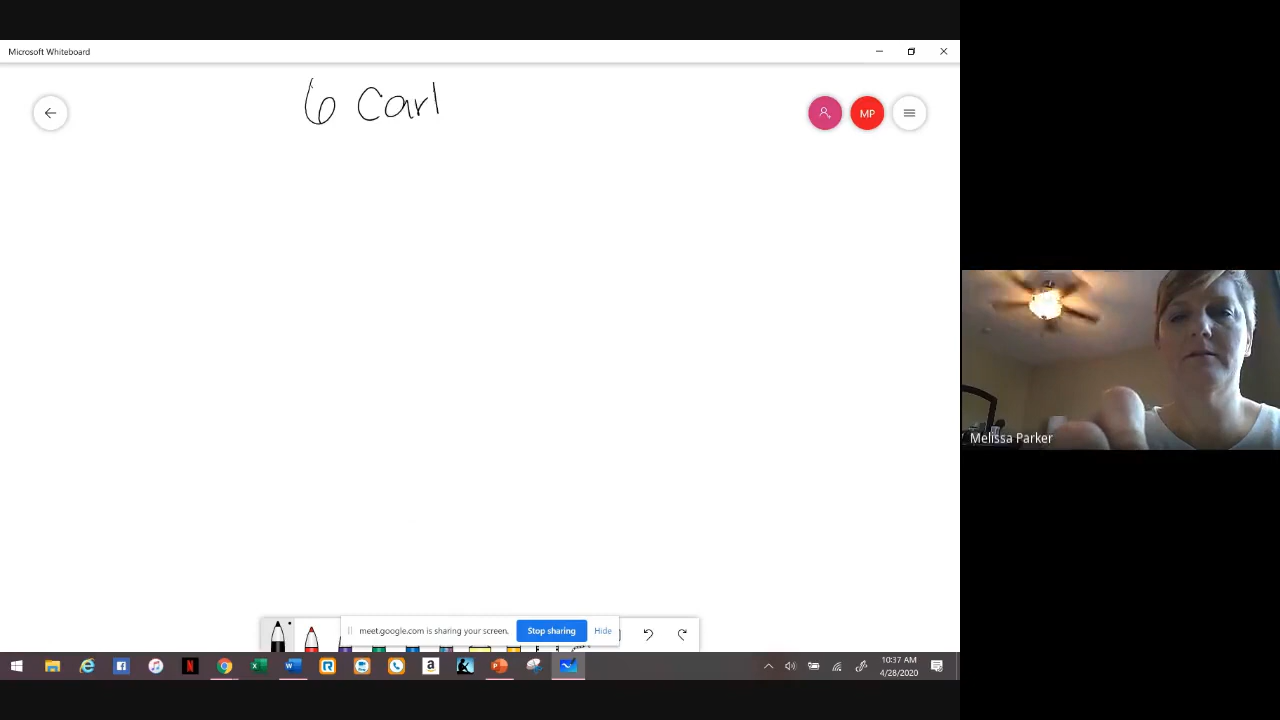 Microsoft Whiteboard
6 Carl
MP
Melissa Parker
meet.google.com is sharing your screen.
Stop sharing
Hide
10:37 AM
4/28/2020